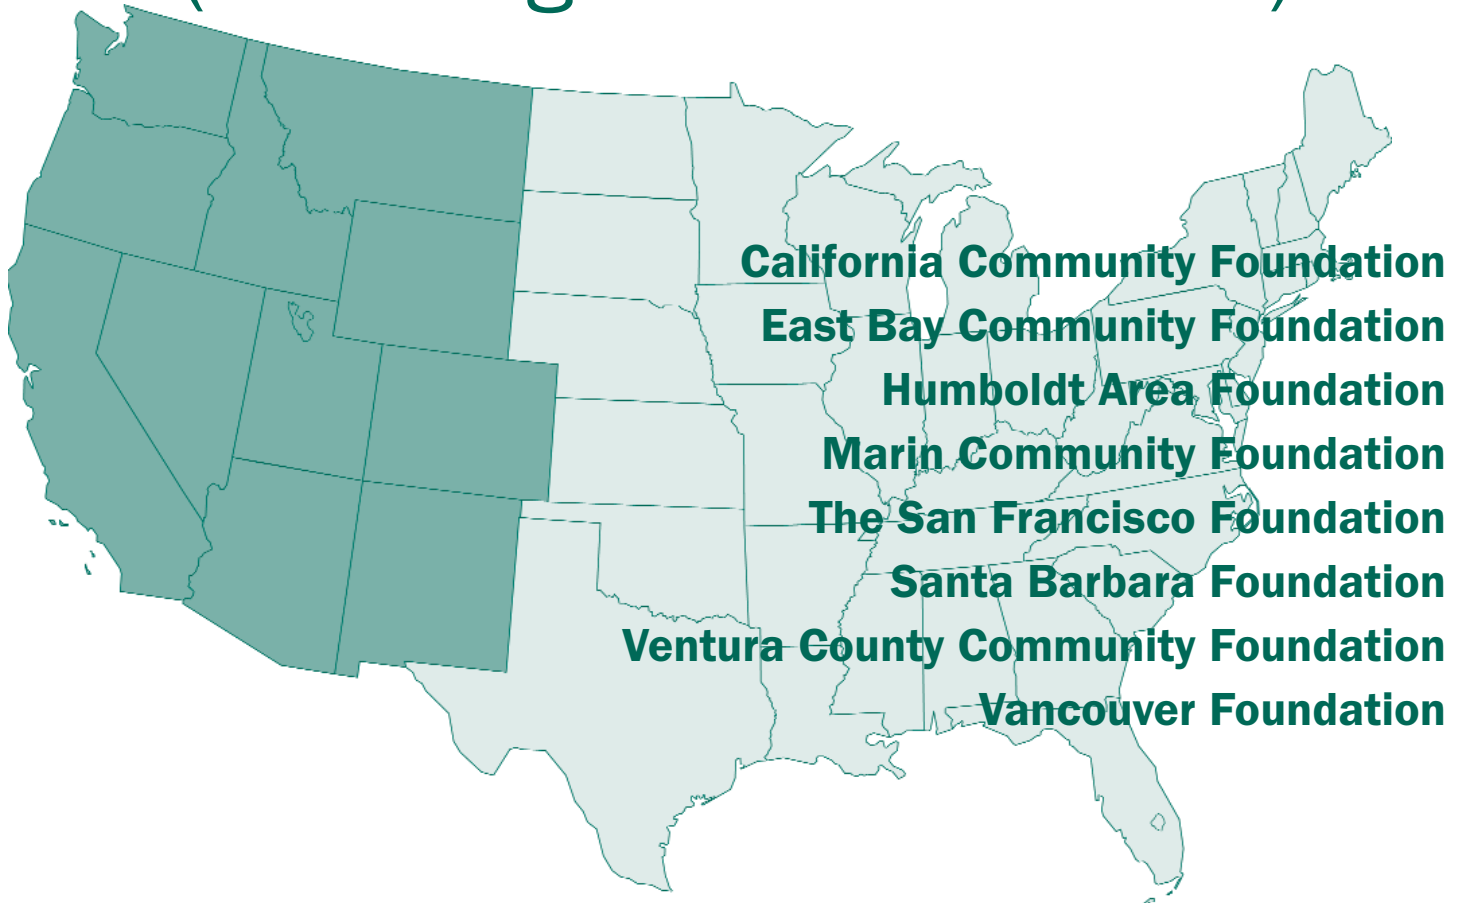 California Community Foundation
East Bay Community Foundation
Humboldt Area Foundation
Marin Community Foundation
The San Francisco Foundation
Santa Barbara Foundation
Ventura County Community Foundation
Vancouver Foundation